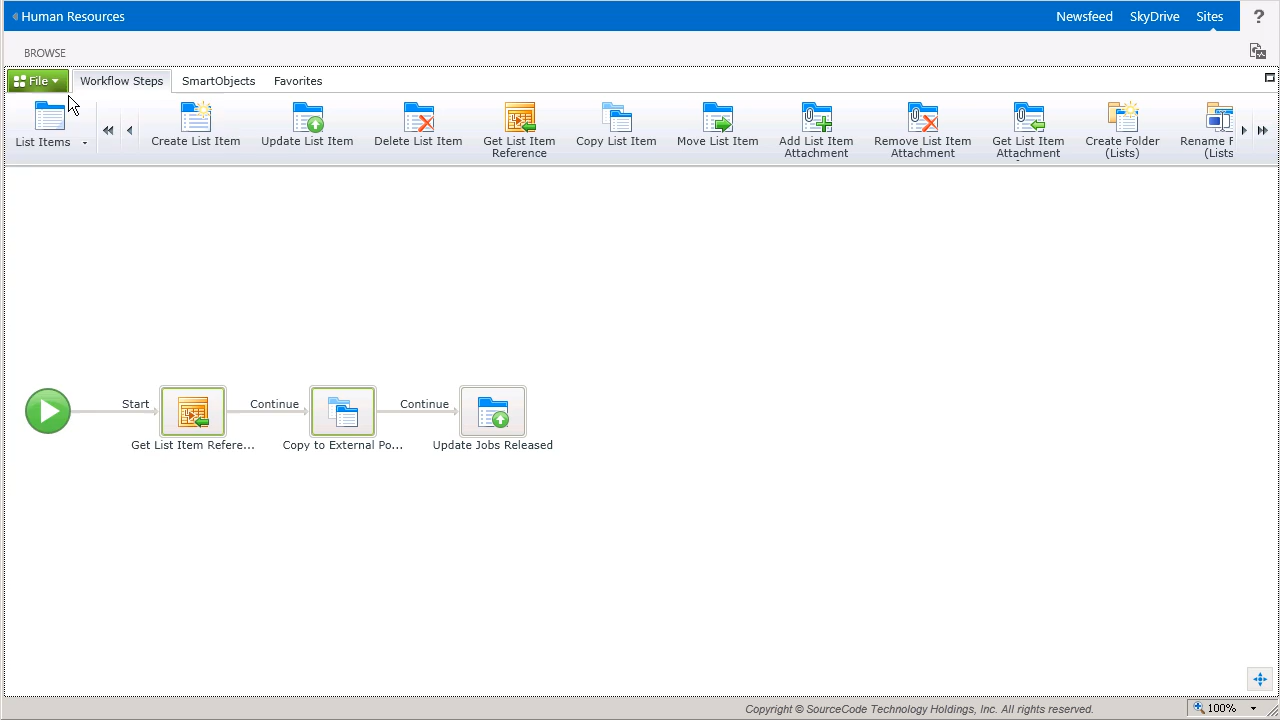 Human Resources
Newsfeed SkyDrive Sites ?
BROWSE
File Workflow Steps SmartObjects Favorites
List Items
Create List Item
Update List Item
Delete List Item
Get List Item
Reference
Copy List Item
Move List Item
Add List Item
Attachment
Remove List Item
Attachment
Get List Item
Attachment
Create Folder
(Lists)
Rename F
(Lists
Start Continue Continue
Get List Item Refere...
Copy to External Po...
Update Jobs Released
Copyright © SourceCode Technology Holdings, Inc. All rights reserved.
100%